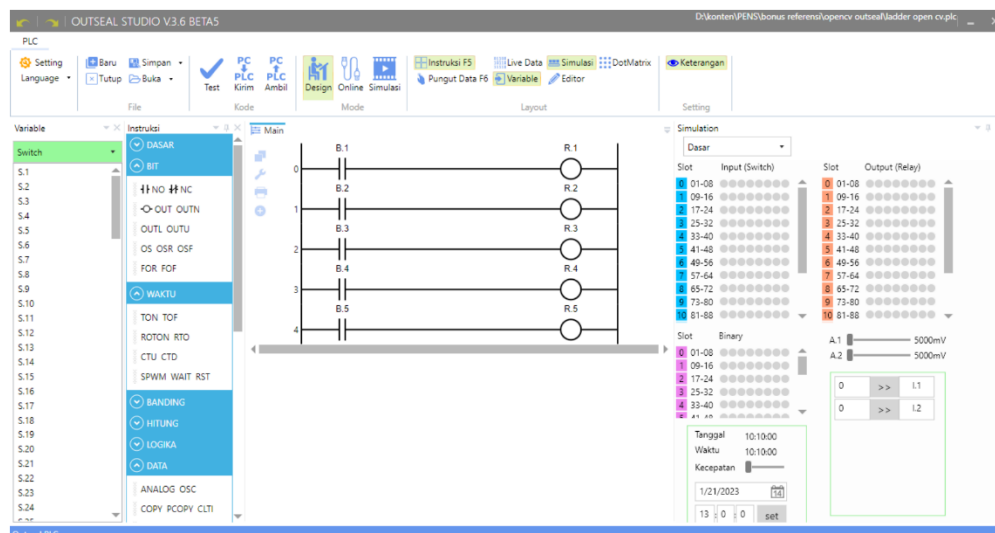 OUTSEAL STUDIO V.3.6 BETA5
D:\konten\PENS\bonus referensi\opencv outseal\ladder open cv.plc
PLC
Setting
Language
Baru
Tutup
Simpan
Buka
File
Test
PC PLC Kirim
PC PLC Ambil
Kode
Design
Online
Simulasi
Mode
Instruksi F5
Pungut Data F6
Live Data
Variable
Simulasi
Editor
DotMatrix
Layout
Keterangan
Setting
Variable
Switch
S.1
S.2
S.3
S.4
S.5
S.6
S.7
S.8
S.9
S.10
S.11
S.12
S.13
S.14
S.15
S.16
S.17
S.18
S.19
S.20
S.21
S.22
S.23
S.24
S.25
Instruksi
DASAR
BIT
NO NC
OUT OUTN
OUTL OUTU
OS OSR OSF
FOR FOF
WAKTU
TON TOF
ROTON RTO
CTU CTD
SPWM WAIT RST
BANDING
HITUNG
LOGIKA
DATA
ANALOG OSC
COPY PCOPY CLTI
Main
B.1 R.1
0
B.2 R.2
1
B.3 R.3
2
B.4 R.4
3
B.5 R.5
4
Simulation
Dasar
Slot Input (Switch)
0 01-08
1 09-16
2 17-24
3 25-32
4 33-40
5 41-48
6 49-56
7 57-64
8 65-72
9 73-80
10 81-88
Slot Output (Relay)
0 01-08
1 09-16
2 17-24
3 25-32
4 33-40
5 41-48
6 49-56
7 57-64
8 65-72
9 73-80
10 81-88
Slot Binary
0 01-08
1 09-16
2 17-24
3 25-32
4 33-40
5 41-48
A.1 5000mV
A.2 5000mV
0 >> I.1
0 >> I.2
Tanggal 10:10:00
Waktu 10:10:00
Kecepatan
1/21/2023 14
13 : 0 : 0 set
Outseal PLC